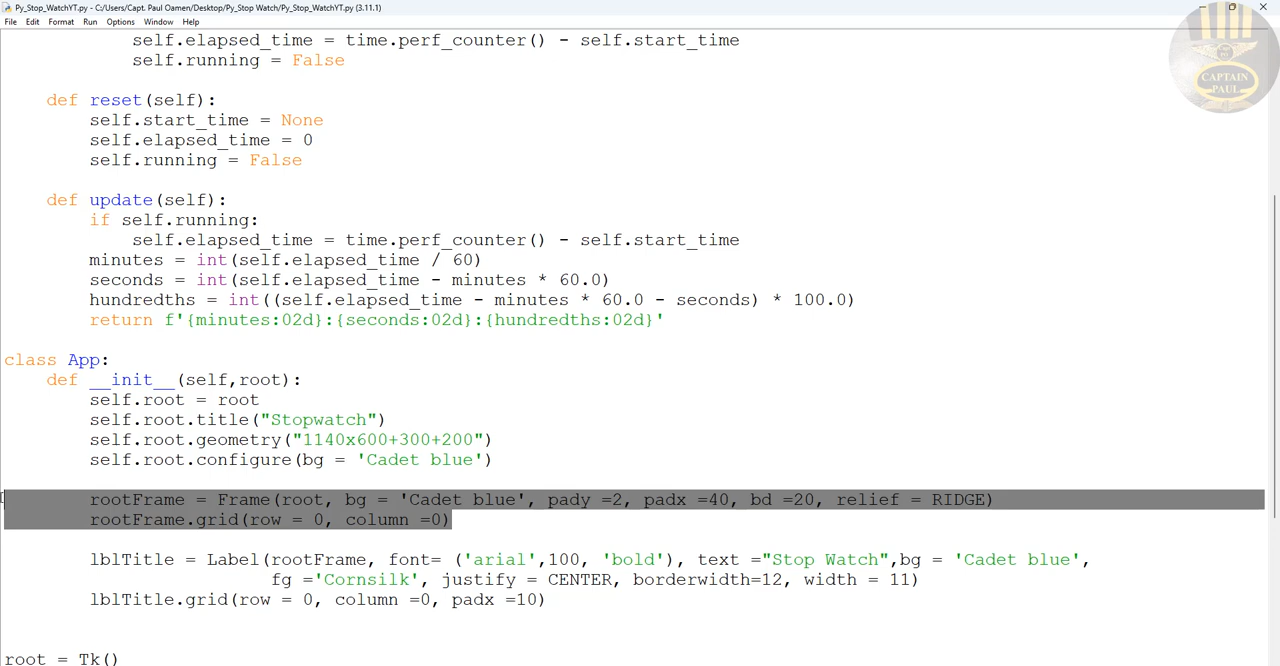 Py_Stop_WatchYT.py - C:/Users/Capt. Paul Oamen/Desktop/Py_Stop Watch/Py_Stop_WatchYT.py (3.11.1)
File Edit Format Run Options Window Help
self.elapsed_time = time.perf_counter() - self.start_time
self.running = False
def reset(self):
self.start_time = None
self.elapsed_time = 0
self.running = False
def update(self):
if self.running:
self.elapsed_time = time.perf_counter() - self.start_time
minutes = int(self.elapsed_time / 60)
seconds = int(self.elapsed_time - minutes * 60.0)
hundredths = int((self.elapsed_time - minutes * 60.0 - seconds) * 100.0)
return f'{minutes:02d}:{seconds:02d}:{hundredths:02d}'
class App:
def __init__(self,root):
self.root = root
self.root.title("Stopwatch")
self.root.geometry("1140x600+300+200")
self.root.configure(bg = 'Cadet blue')
rootFrame = Frame(root, bg = 'Cadet blue', pady =2, padx =40, bd =20, relief = RIDGE)
rootFrame.grid(row = 0, column =0)
lblTitle = Label(rootFrame, font= ('arial',100, 'bold'), text ="Stop Watch",bg = 'Cadet blue',
fg ='Cornsilk', justify = CENTER, borderwidth=12, width = 11)
lblTitle.grid(row = 0, column =0, padx =10)
root = Tk()
CAPTAIN
PAUL